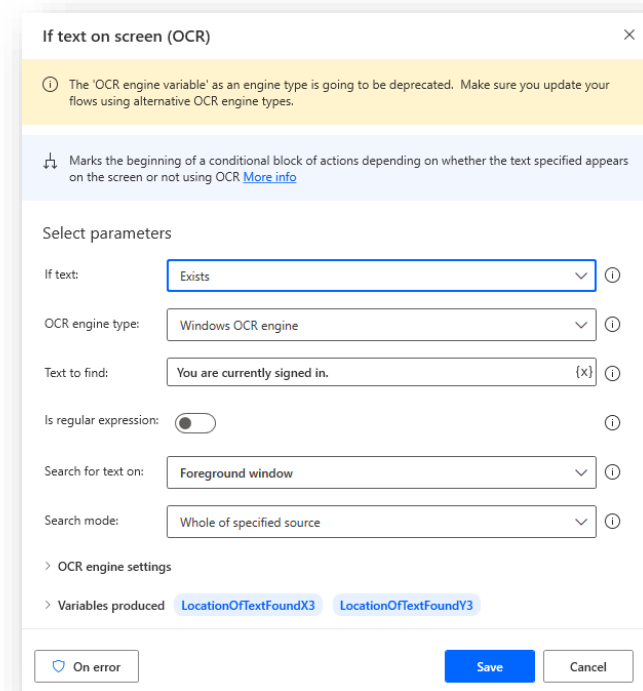 If text on screen (OCR)
The 'OCR engine variable' as an engine type is going to be deprecated. Make sure you update your
flows using alternative OCR engine types.
Marks the beginning of a conditional block of actions depending on whether the text specified appears
on the screen or not using OCR More info
Select parameters
If text: Exists
OCR engine type: Windows OCR engine
Text to find: You are currently signed in. {x}
Is regular expression:
Search for text on: Foreground window
Search mode: Whole of specified source
OCR engine settings
Variables produced LocationOfTextFoundX3 LocationOfTextFoundY3
On error Save Cancel